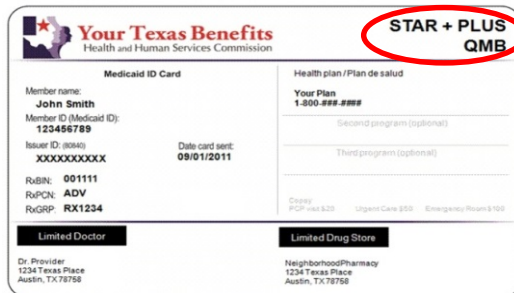 Your Texas Benefits
Health and Human Services Commission
STAR + PLUS
QMB
Medicaid ID Card
Member name:
John Smith
Member ID (Medicaid ID):
123456789
Issuer ID: (80840)
XXXXXXXXXX
Date card sent:
09/01/2011
RxBIN: 001111
RxPCN: ADV
RxGRP: RX1234
Health plan / Plan de salud
Your Plan
1-800-###-####
Second program (optional)
Third program (optional)
Copay:
PCP visit $20 Urgent Care $50 Emergency Room $100
Limited Doctor
Dr. Provider
1234 Texas Place
Austin, TX 78758
Limited Drug Store
Neighborhood Pharmacy
1234 Texas Place
Austin, TX 78758